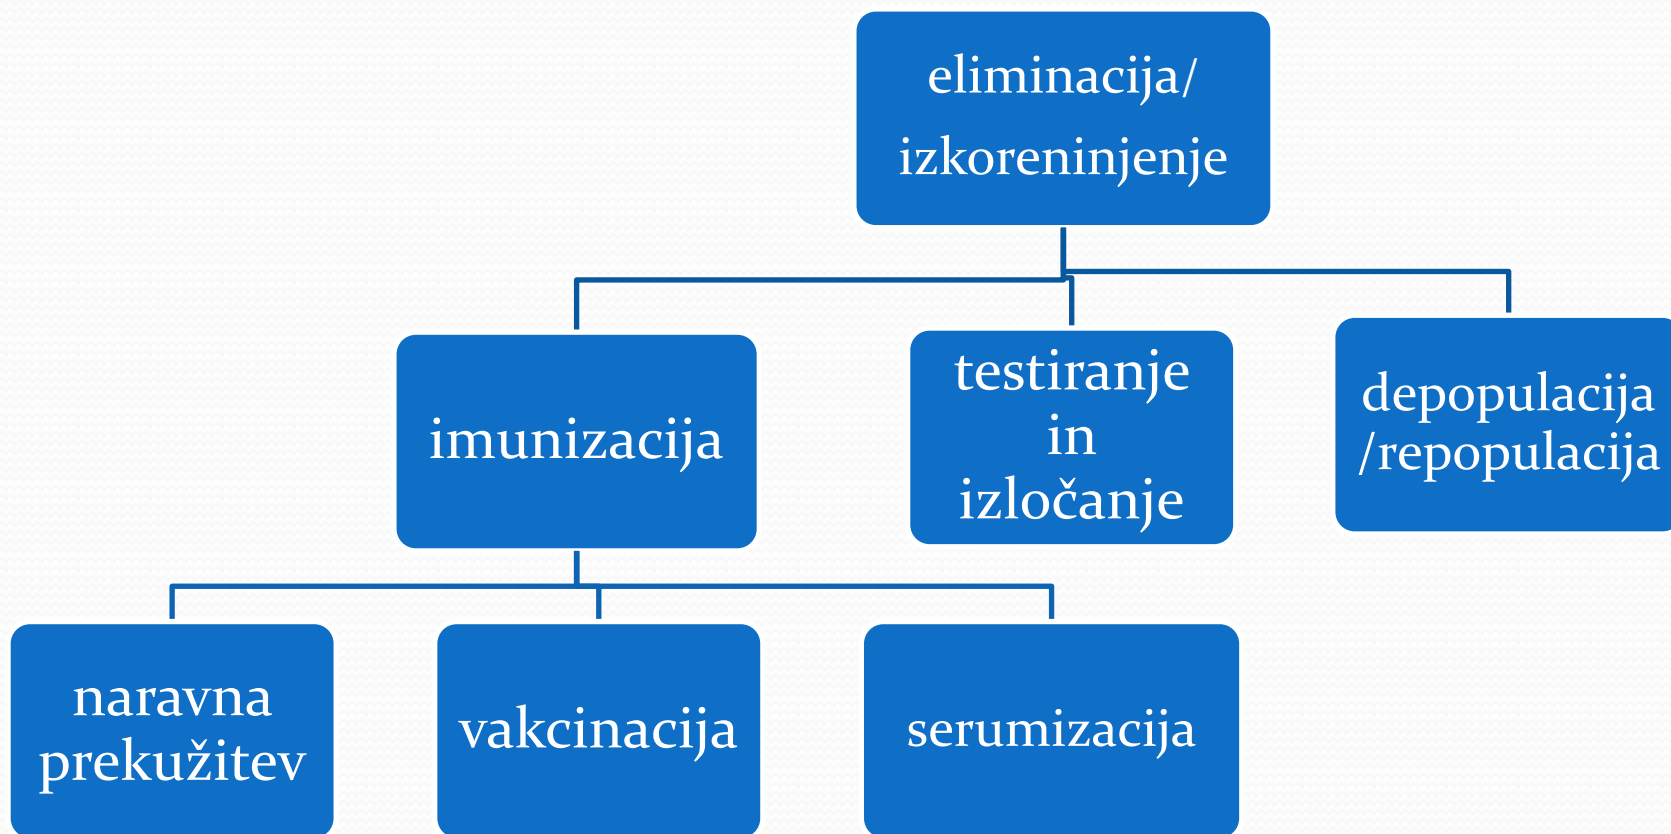 eliminacija/
izkoreninjenje
imunizacija
testiranje
in
izločanje
depopulacija
/repopulacija
naravna
prekužitev
vakcinacija
serumizacija